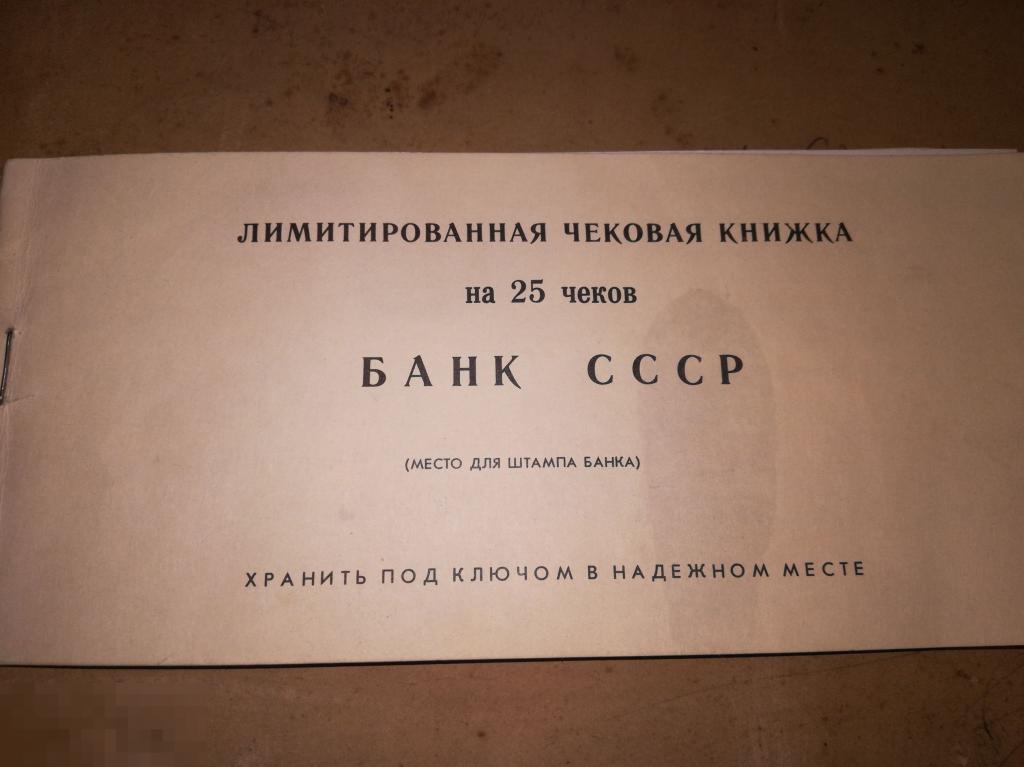 ЛИМИТИРОВАННАЯ ЧЕКОВАЯ КНИЖКА
на 25 чеков
БАНК СССР
(МЕСТО ДЛЯ ШТАМПА БАНКА)
ХРАНИТЬ ПОД КЛЮЧОМ В НАДЕЖНОМ МЕСТЕ